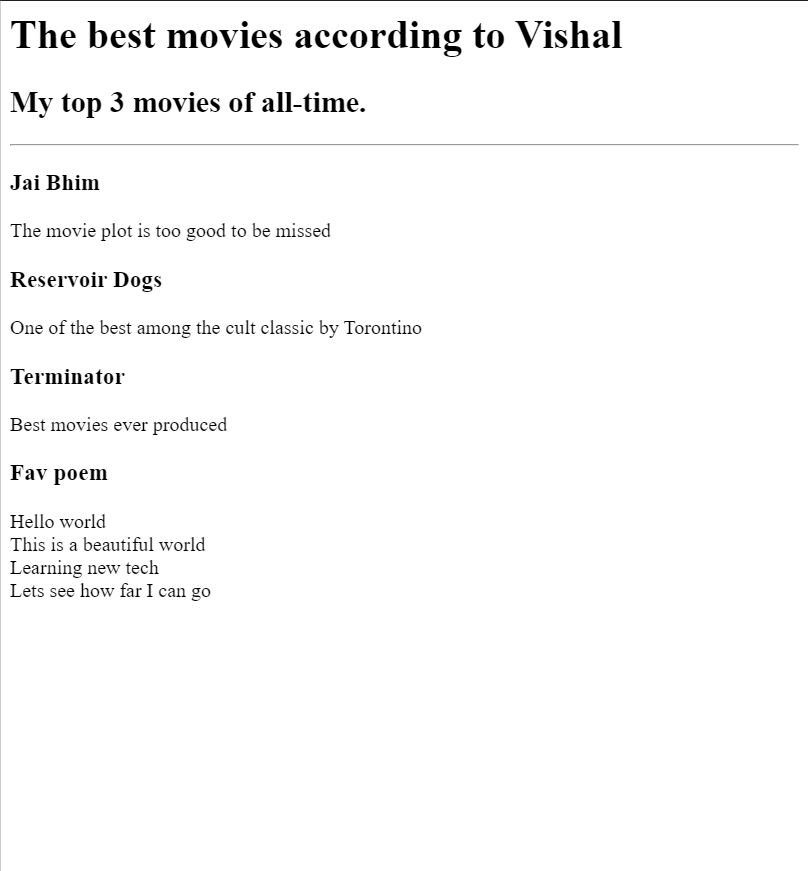 The best movies according to Vishal
My top 3 movies of all-time.
Jai Bhim
The movie plot is too good to be missed
Reservoir Dogs
One of the best among the cult classic by Torontino
Terminator
Best movies ever produced
Fav poem
Hello world
This is a beautiful world
Learning new tech
Lets see how far I can go